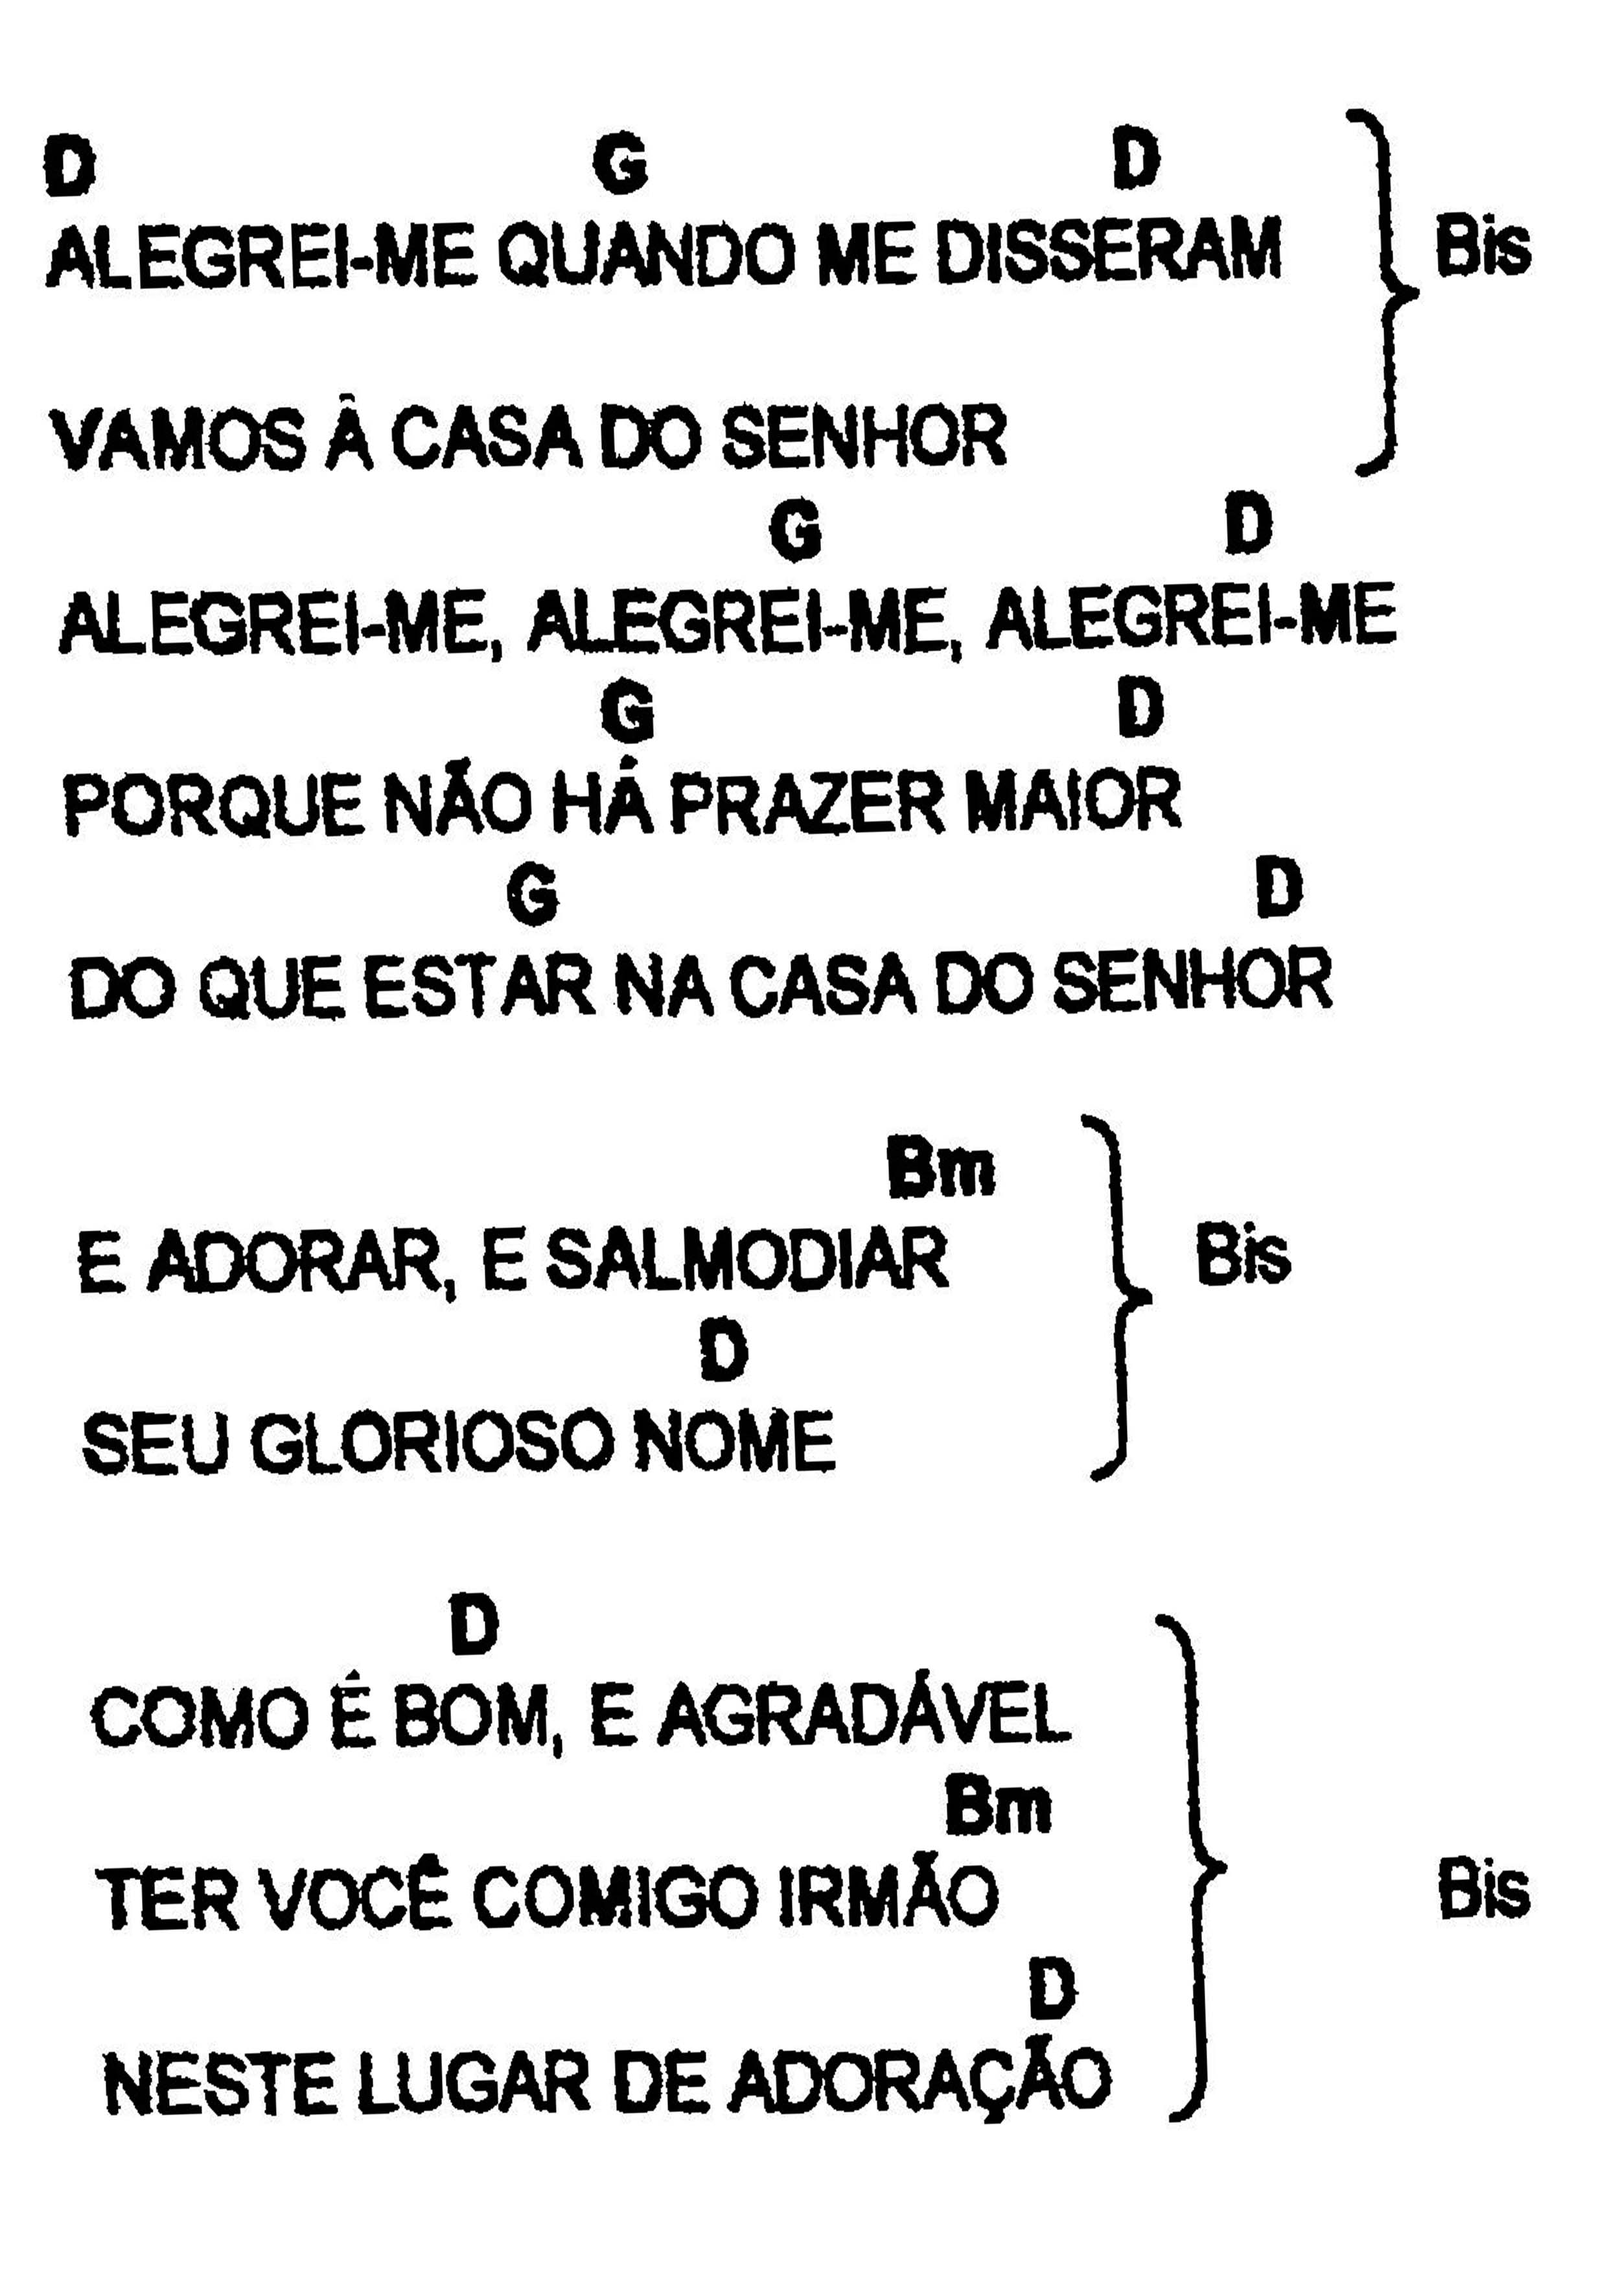 D G D
ALEGREI-ME QUANDO ME DISSERAM Bis
VAMOS À CASA DO SENHOR
G D
ALEGREI-ME, ALEGREI-ME, ALEGREI-ME
G D
PORQUE NÃO HÁ PRAZER MAIOR
G D
DO QUE ESTAR NA CASA DO SENHOR
Bm
E ADORAR, E SALMODIAR Bis
D
SEU GLORIOSO NOME
D
COMO É BOM, E AGRADÁVEL
Bm
TER VOCÊ COMIGO IRMÃO Bis
D
NESTE LUGAR DE ADORAÇÃO